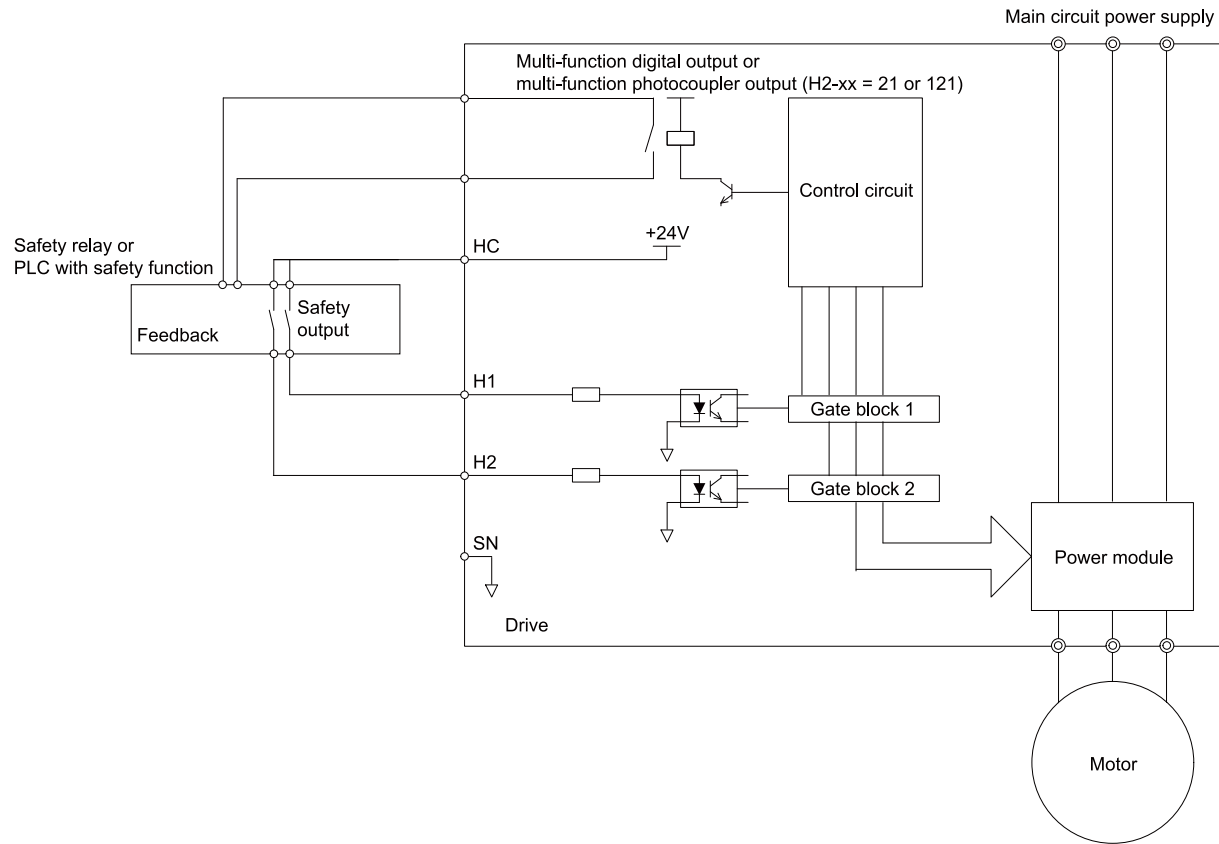 Main circuit power supply
Multi-function digital output or
multi-function photocoupler output (H2-xx = 21 or 121)
Control circuit
+24V
HC
Safety relay or
PLC with safety function
Safety
output
Feedback
H1
Gate block 1
H2
Gate block 2
SN
Power module
Drive
Motor